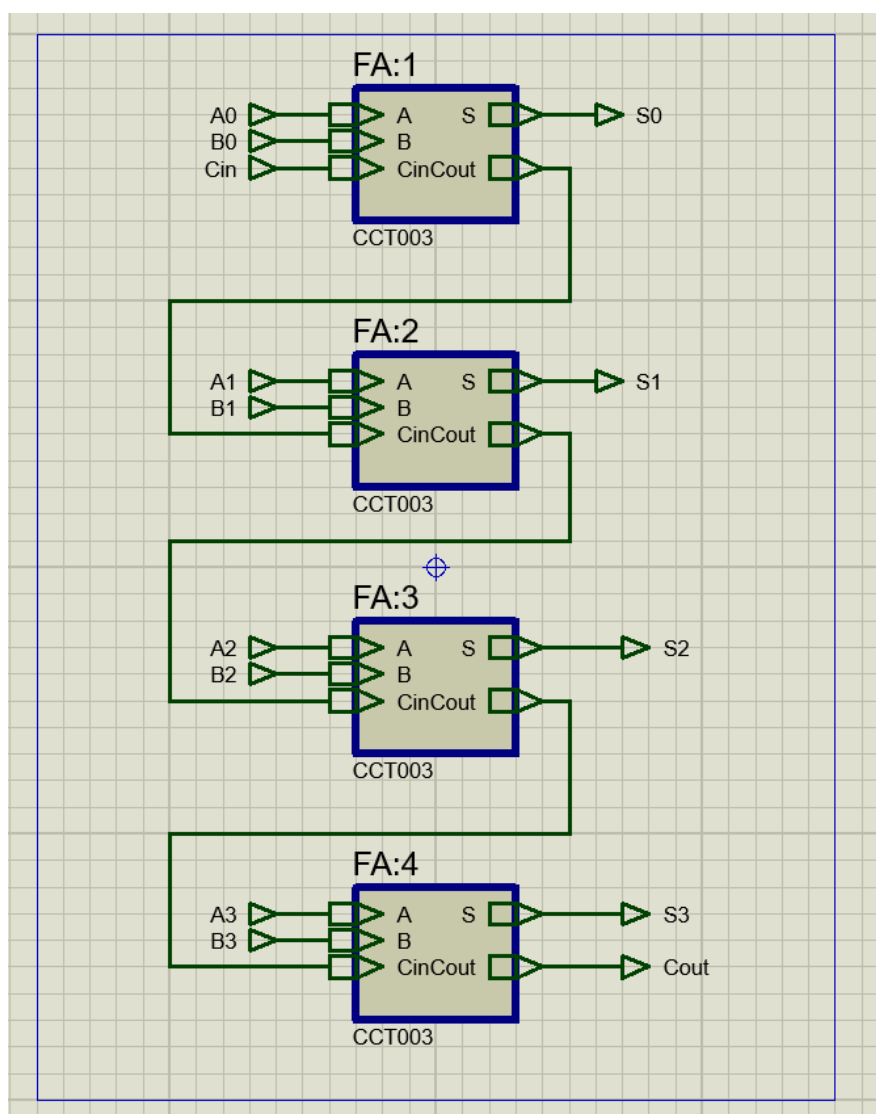 FA:1
A0 A S S0
B0 B
Cin CinCout
CCT003
FA:2
A1 A S S1
B1 B
CinCout
CCT003
FA:3
A2 A S S2
B2 B
CinCout
CCT003
FA:4
A3 A S S3
B3 B
CinCout Cout
CCT003